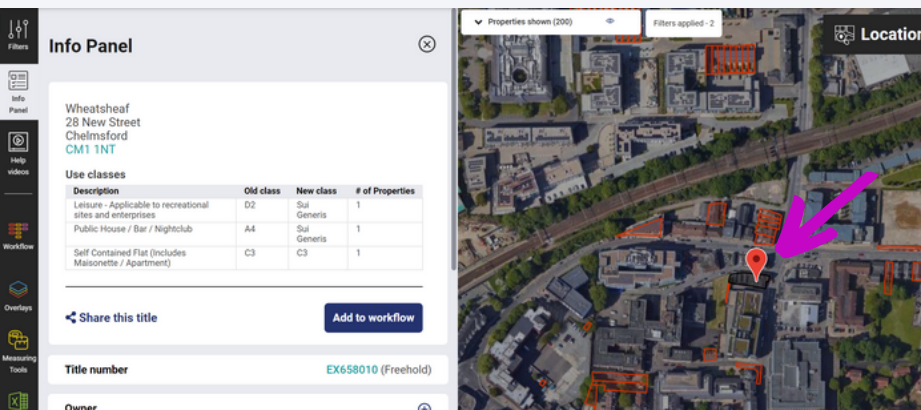 Filters
Info
Panel
Help
videos
Workflow
Overlays
Measuring
Tools
Info Panel
Wheatsheaf
28 New Street
Chelmsford
CM1 1NT
Use classes
Description Old class New class # of Properties
Leisure - Applicable to recreational
sites and enterprises D2 Sui
Generis 1
Public House / Bar / Nightclub A4 Sui
Generis 1
Self Contained Flat (Includes
Maisonette / Apartment) C3 C3 1
Share this title
Add to workflow
Title number EX658010 (Freehold)
Owner
Properties shown (200)
Filters applied - 2
Location